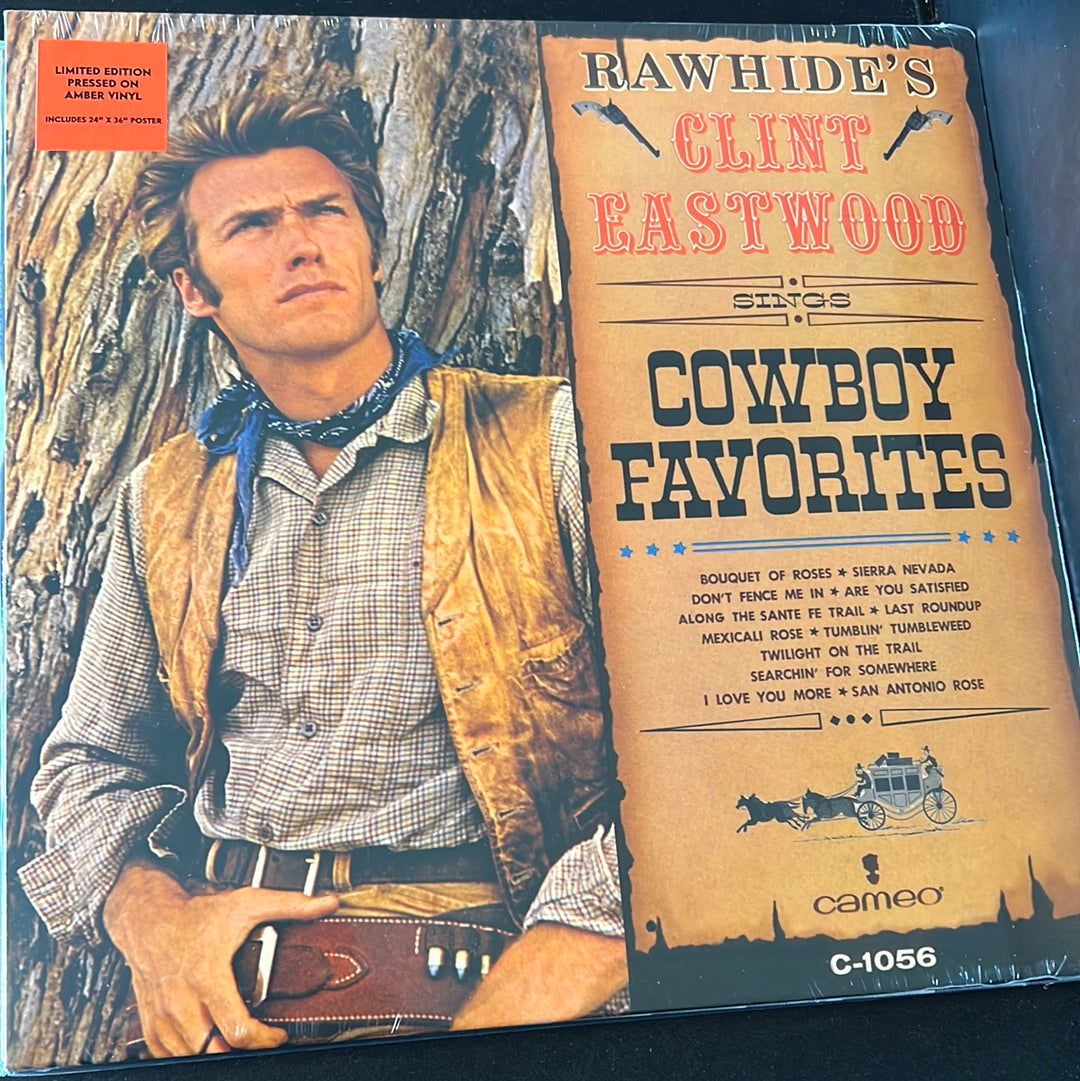 LIMITED EDITION
PRESSED ON
AMBER VINYL
INCLUDES 24" X 36" POSTER
RAWHIDE'S
CLINT
EASTWOOD
SINGS
COWBOY
FAVORITES
BOUQUET OF ROSES ★ SIERRA NEVADA
DON'T FENCE ME IN ★ ARE YOU SATISFIED
ALONG THE SANTE FE TRAIL ★ LAST ROUNDUP
MEXICALI ROSE ★ TUMBLIN' TUMBLEWEED
TWILIGHT ON THE TRAIL
SEARCHIN' FOR SOMEWHERE
I LOVE YOU MORE ★ SAN ANTONIO ROSE
cameo®
C-1056